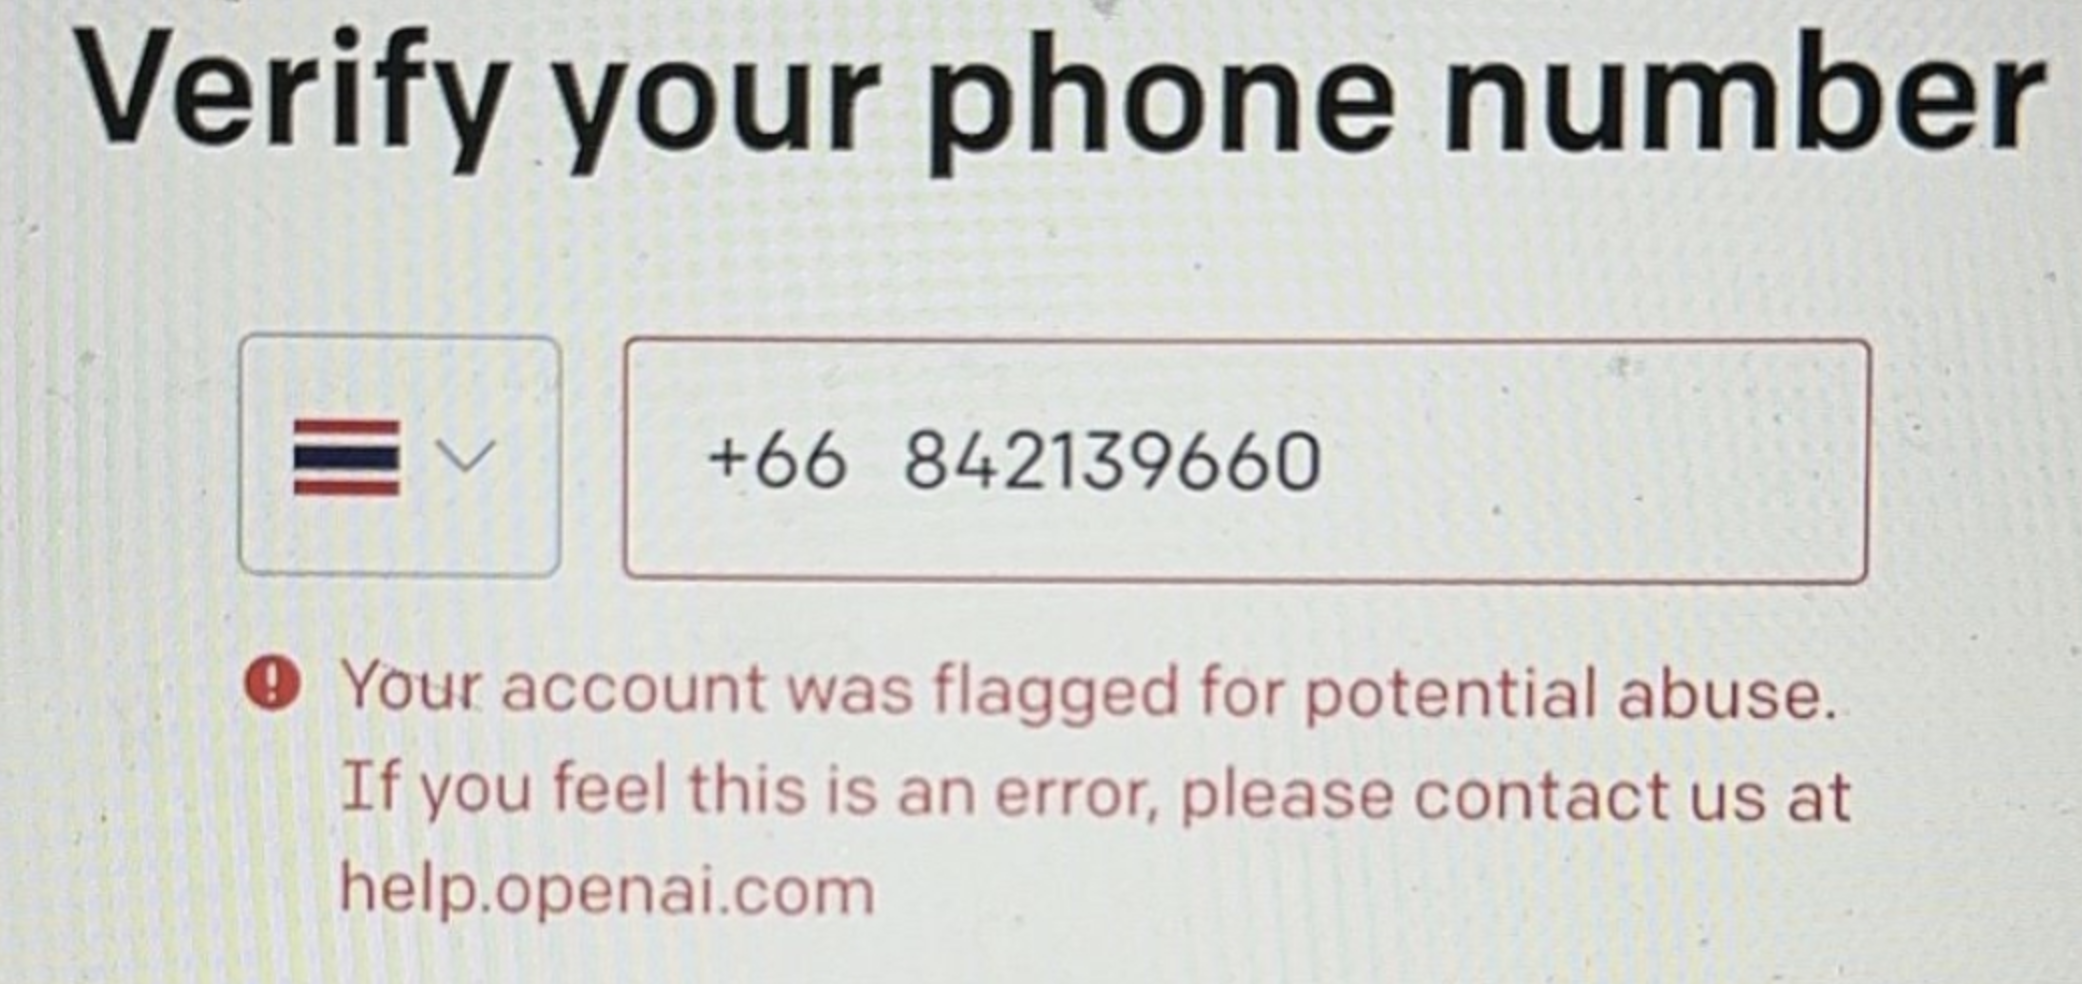 Verify your phone number
+66 842139660
Your account was flagged for potential abuse.
If you feel this is an error, please contact us at
help.openai.com